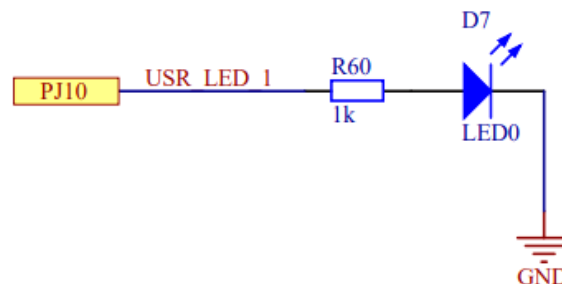 D7
PJ10
USR_LED_1
R60
1k
LED0
GND